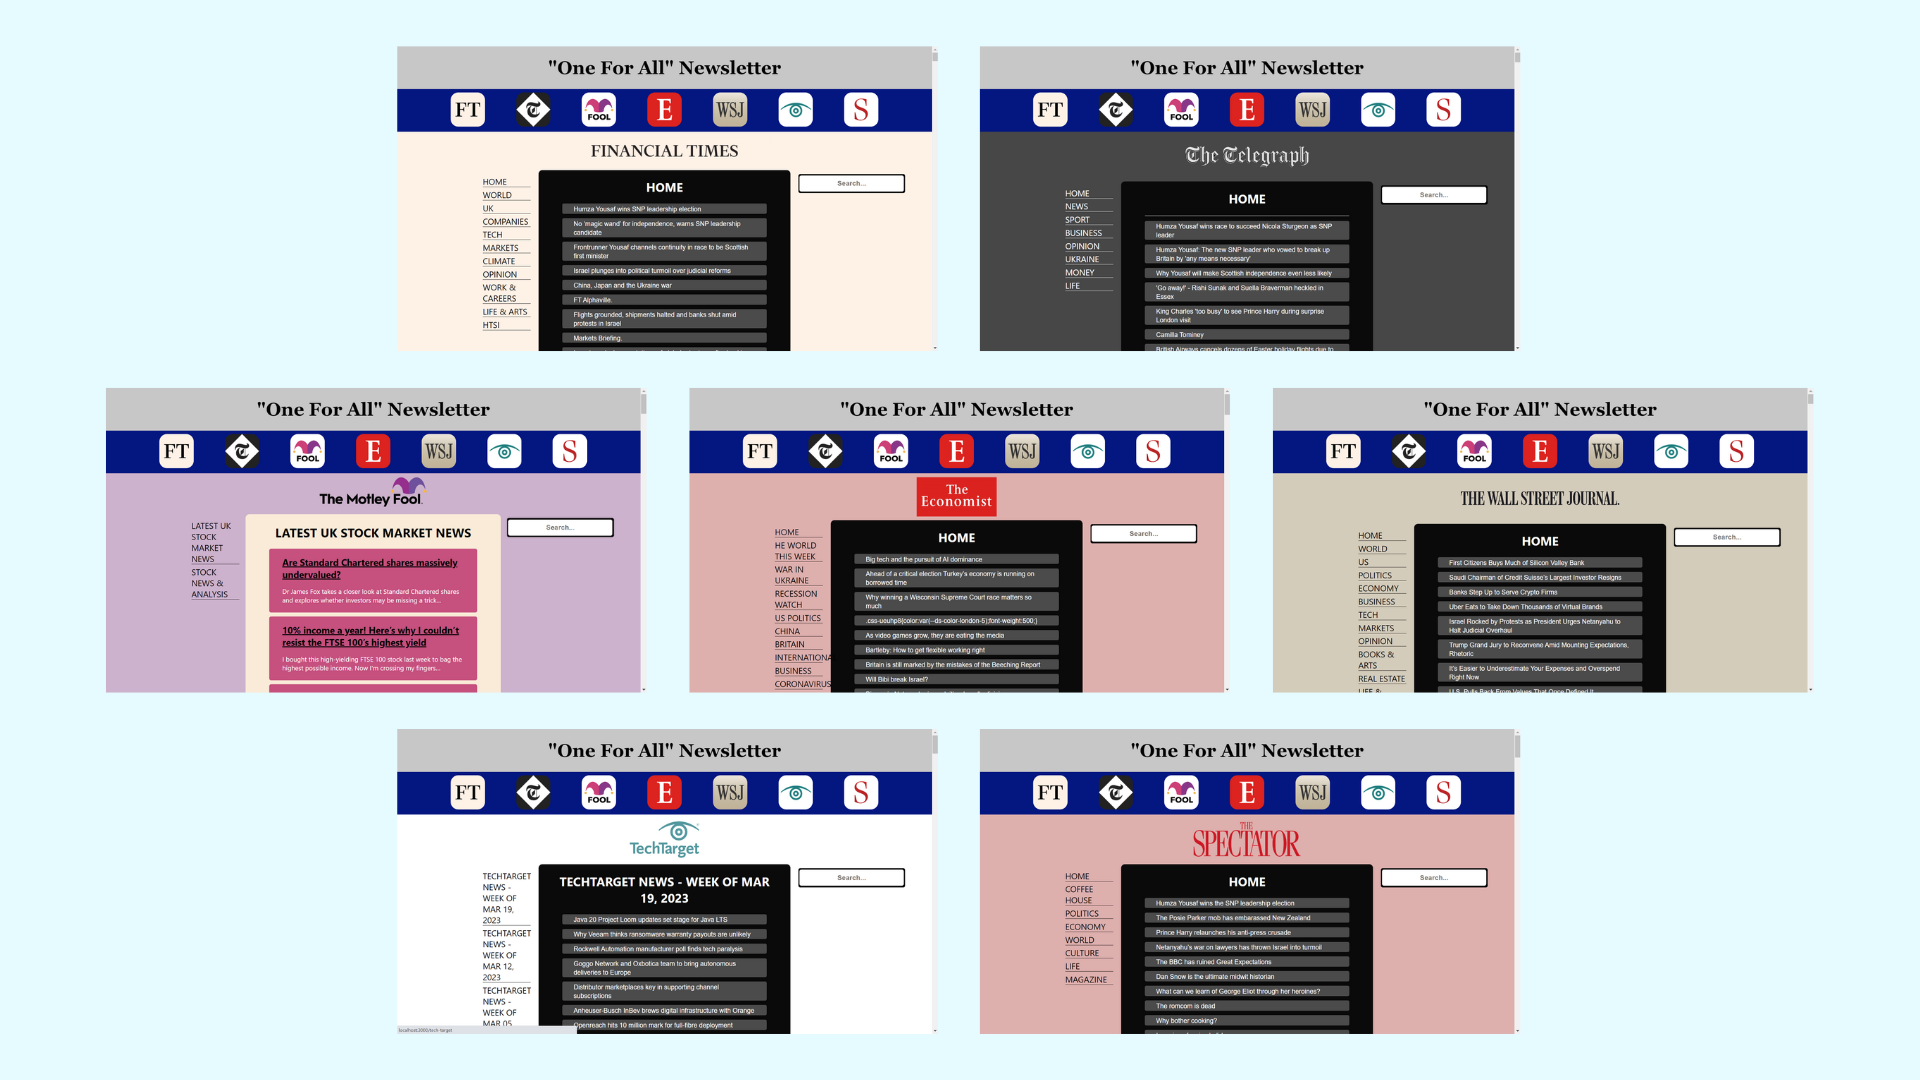 "One For All" Newsletter
FT
T
FOOL
E
WSJ
S
FINANCIAL TIMES
HOME
WORLD
UK
COMPANIES
TECH
MARKETS
CLIMATE
OPINION
WORK &
CAREERS
LIFE & ARTS
HTSI
HOME
Humza Yousaf wins SNP leadership election
No 'magic wand' for independence, warns SNP leadership
candidate
Frontrunner Yousaf channels continuity in race to be Scottish
first minister
Israel plunges into political turmoil over judicial reforms
China, Japan and the Ukraine war
FT Alphaville.
Flights grounded, shipments halted and banks shut amid
protests in Israel
Markets Briefing.
Search...
"One For All" Newsletter
FT
T
FOOL
E
WSJ
S
The Telegraph
HOME
NEWS
SPORT
BUSINESS
OPINION
UKRAINE
MONEY
LIFE
HOME
Humza Yousaf wins race to succeed Nicola Sturgeon as SNP
leader
Humza Yousaf: The new SNP leader who vowed to break up
Britain by 'any means necessary'
Why Yousaf will make Scottish independence even less likely
'Go away!' - Rishi Sunak and Suella Braverman heckled in
Essex
King Charles 'too busy' to see Prince Harry during surprise
London visit
Camilla Tominey
British Airways cancels dozens of Easter holiday flights due to
Search...
"One For All" Newsletter
FT
T
FOOL
E
WSJ
S
The Motley Fool.
LATEST UK
STOCK
MARKET
NEWS
STOCK
NEWS &
ANALYSIS
LATEST UK STOCK MARKET NEWS
Are Standard Chartered shares massively
undervalued?
Dr James Fox takes a closer look at Standard Chartered shares
and explores whether investors may be missing a trick...
10% income a year! Here's why I couldn't
resist the FTSE 100's highest yield
I bought this high-yielding FTSE 100 stock last week to bag the
highest possible income. Now I'm crossing my fingers...
Search...
"One For All" Newsletter
FT
T
FOOL
E
WSJ
S
The
Economist
HOME
HE WORLD
THIS WEEK
WAR IN
UKRAINE
RECESSION
WATCH
US POLITICS
CHINA
BRITAIN
INTERNATIONA
BUSINESS
CORONAVIRUS
HOME
Big tech and the pursuit of AI dominance
Ahead of a critical election Turkey's economy is running on
borrowed time
Why winning a Wisconsin Supreme Court race matters so
much
.css-uouhp8{color:var(--ds-color-london-5);font-weight:500;}
As video games grow, they are eating the media
Bartleby: How to get flexible working right
Britain is still marked by the mistakes of the Beeching Report
Will Bibi break Israel?
Search...
"One For All" Newsletter
FT
T
FOOL
E
WSJ
S
THE WALL STREET JOURNAL.
HOME
WORLD
US
POLITICS
ECONOMY
BUSINESS
TECH
MARKETS
OPINION
BOOKS &
ARTS
REAL ESTATE
LIFE &
HOME
First Citizens Buys Much of Silicon Valley Bank
Saudi Chairman of Credit Suisse's Largest Investor Resigns
Banks Step Up to Serve Crypto Firms
Uber Eats to Take Down Thousands of Virtual Brands
Israel Rocked by Protests as President Urges Netanyahu to
Halt Judicial Overhaul
Trump Grand Jury to Reconvene Amid Mounting Expectations,
Rhetoric
It's Easier to Underestimate Your Expenses and Overspend
Right Now
U.S. Pulls Back From Values That Once Defined It
Search...
"One For All" Newsletter
FT
T
FOOL
E
WSJ
S
TechTarget
TECHTARGET
NEWS -
WEEK OF
MAR 19,
2023
TECHTARGET
NEWS -
WEEK OF
MAR 12,
2023
TECHTARGET
NEWS -
WEEK OF
MAR 05,
TECHTARGET NEWS - WEEK OF MAR
19, 2023
Java 20 Project Loom updates set stage for Java LTS
Why Veeam thinks ransomware warranty payouts are unlikely
Rockwell Automation manufacturer poll finds tech paralysis
Goggo Network and Oxbotica team to bring autonomous
deliveries to Europe
Distributor marketplaces key in supporting channel
subscriptions
Anheuser-Busch InBev brews digital infrastructure with Orange
Openreach hits 10 million mark for full-fibre deployment
Search...
localhost:3000/tech-target
"One For All" Newsletter
FT
T
FOOL
E
WSJ
S
THE
SPECTATOR
HOME
COFFEE
HOUSE
POLITICS
ECONOMY
WORLD
CULTURE
LIFE
MAGAZINE
HOME
Humza Yousaf wins the SNP leadership election
The Posie Parker mob has embarassed New Zealand
Prince Harry relaunches his anti-press crusade
Netanyahu's war on lawyers has thrown Israel into turmoil
The BBC has ruined Great Expectations
Dan Snow is the ultimate midwit historian
What can we learn of George Eliot through her heroines?
The romcom is dead
Why bother cooking?
Search...